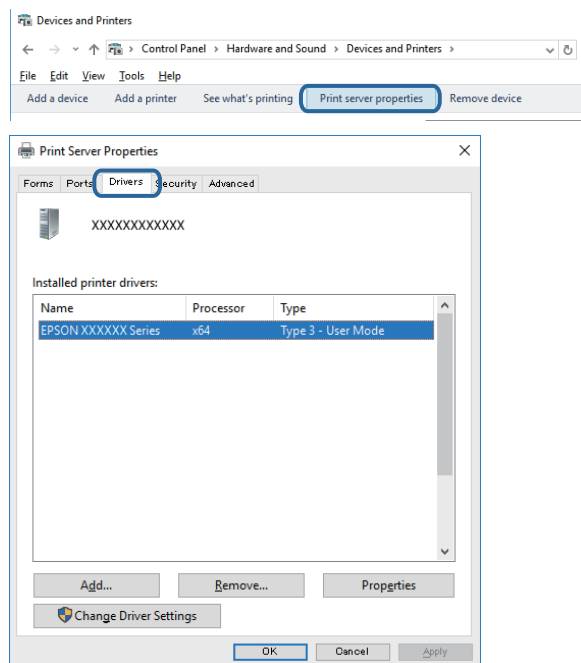 Devices and Printers
Control Panel > Hardware and Sound > Devices and Printers >
File Edit View Tools Help
Add a device Add a printer See what's printing Print server properties Remove device
Print Server Properties
Forms Ports Drivers Security Advanced
XXXXXXXXXXXX
Installed printer drivers:
Name Processor Type
EPSON XXXXXX Series x64 Type 3 - User Mode
Add... Remove... Properties
Change Driver Settings
OK Cancel Apply